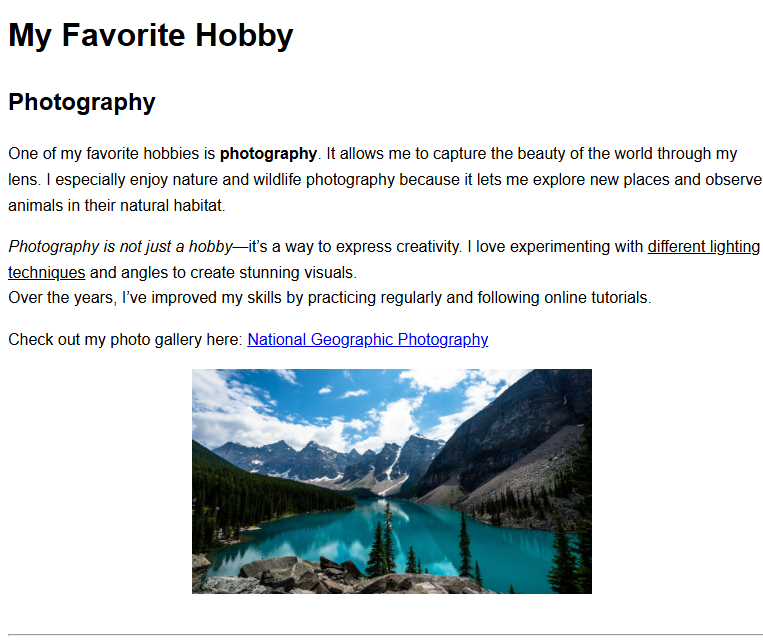 My Favorite Hobby
Photography
One of my favorite hobbies is photography. It allows me to capture the beauty of the world through my
lens. I especially enjoy nature and wildlife photography because it lets me explore new places and observe
animals in their natural habitat.
Photography is not just a hobby—it’s a way to express creativity. I love experimenting with different lighting
techniques and angles to create stunning visuals.
Over the years, I’ve improved my skills by practicing regularly and following online tutorials.
Check out my photo gallery here: National Geographic Photography